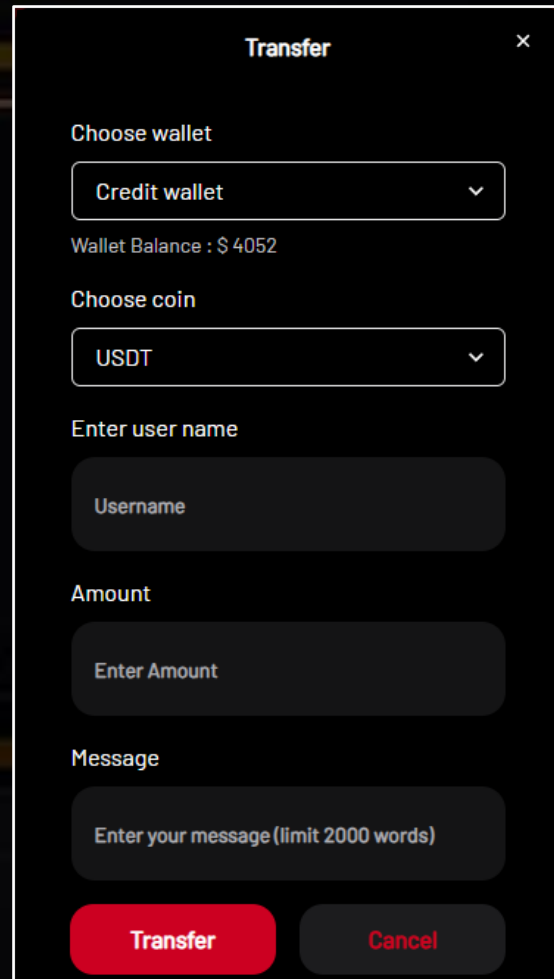 Transfer
×
Choose wallet
Credit wallet
Wallet Balance : $ 4052
Choose coin
USDT
Enter user name
Username
Amount
Enter Amount
Message
Enter your message (limit 2000 words)
Transfer
Cancel